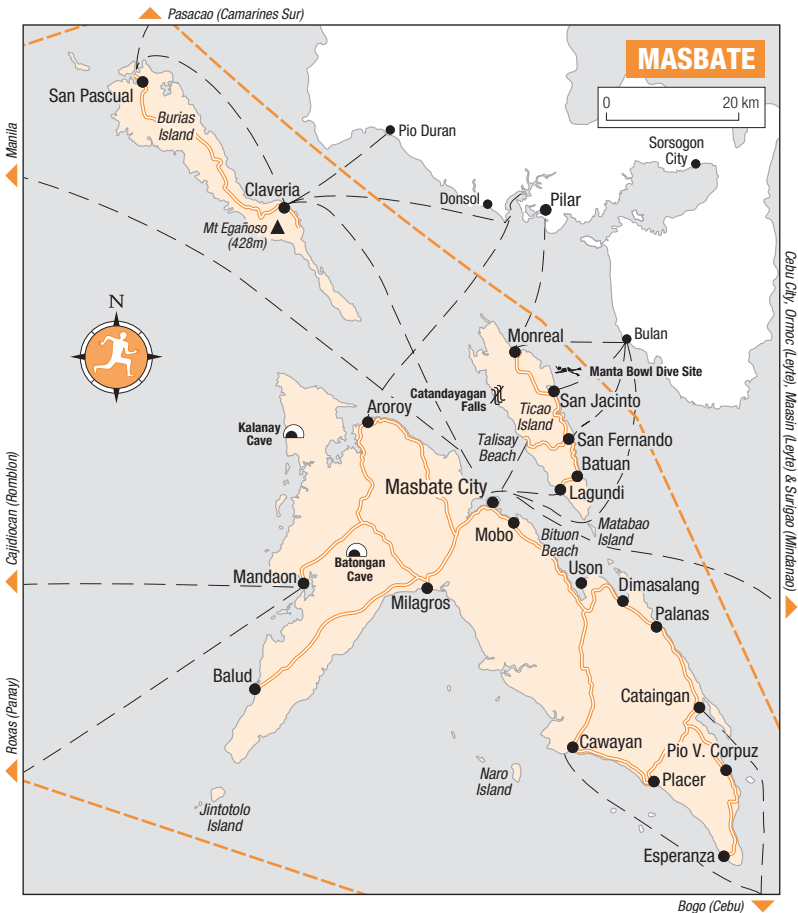 Pasacao (Camarines Sur)
MASBATE
0 20 km
San Pascual
Burias
Island
Pio Duran
Sorsogon
City
Manila
Claveria
Donsol
Pilar
Mt Egañoso
(428m)
N
Monreal
Bulan
Manta Bowl Dive Site
Catandayagan
Falls
San Jacinto
Ticao
Island
Aroroy
Kalanay
Cave
Talisay
Beach
San Fernando
Batuan
Masbate City
Lagundi
Matabao
Island
Mobo
Bituon
Beach
Cebu City, Ormoc (Leyte), Maasin (Leyte) & Surigao (Mindanao)
Cajidiocan (Romblon)
Batongan
Cave
Mandaon
Milagros
Uson
Dimasalang
Palanas
Balud
Cataingan
Roxas (Panay)
Cawayan
Pio V. Corpuz
Naro
Island
Placer
Jintotolo
Island
Esperanza
Bogo (Cebu)